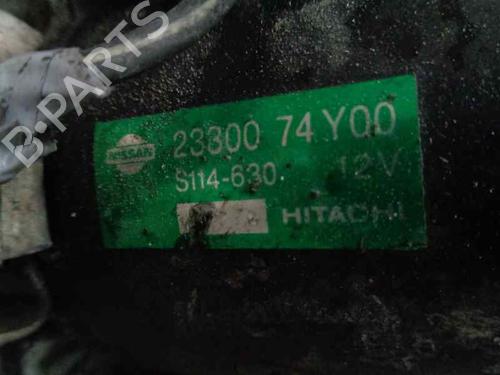 B-PARTS
NISSAN 23300 74Y00
S114-630 12V
HITACHI